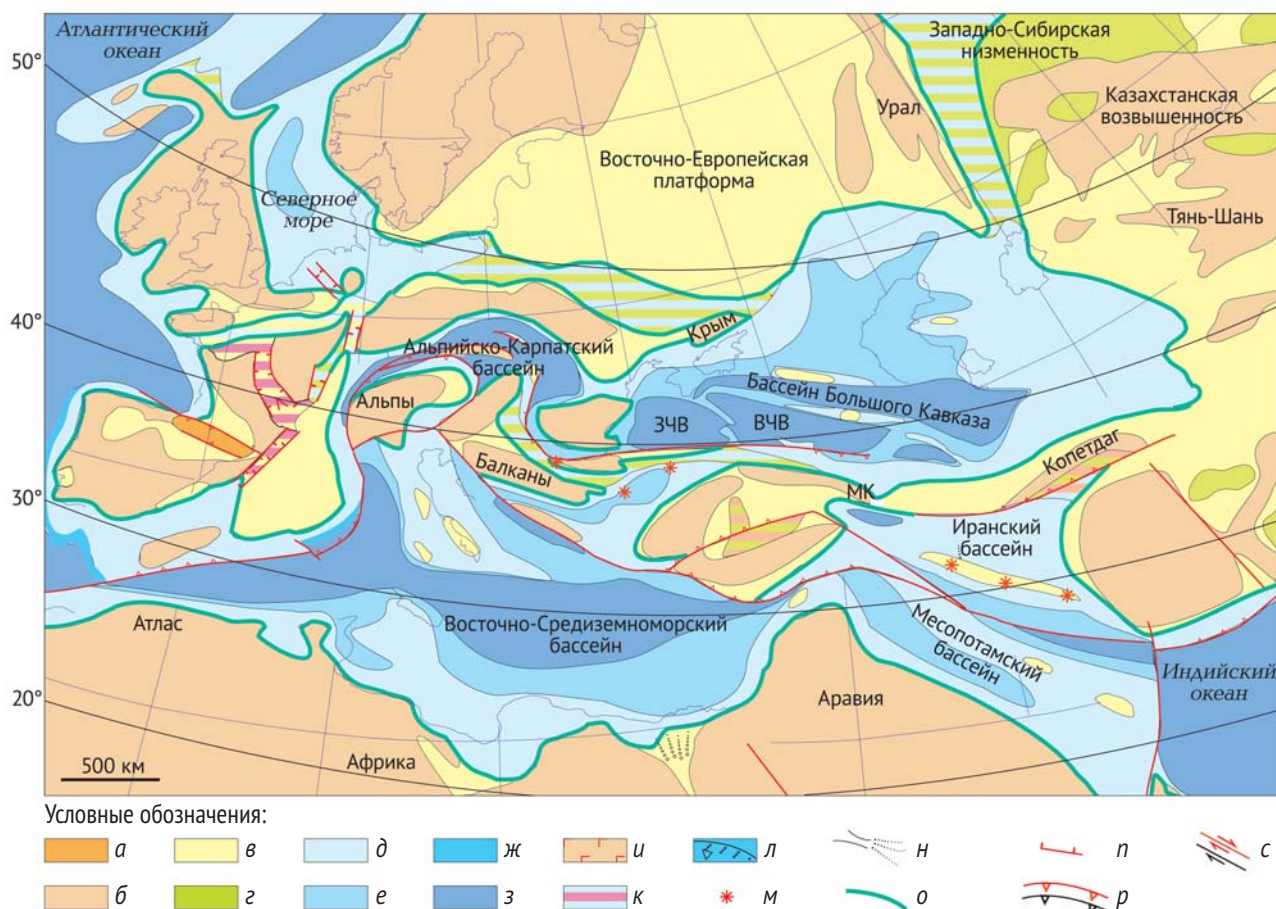 Атлантический
океан
Западно-Сибирская
низменность
50°
Урал
Казахстанская
возвышенность
Восточно-Европейская
платформа
Северное
море
Тянь-Шань
40°
Крым
Альпийско-Карпатский
бассейн
Альпы
Бассейн Большого Кавказа
ЗЧВ
ВЧВ
Балканы
Копетдаг
МК
30°
Иранский
бассейн
Атлас
Восточно-Средиземноморский
бассейн
Месопотамский
бассейн
Индийский
океан
20°
Аравия
Африка
500 км
Условные обозначения:
а в д ж и л н п с
б г е з к м о р